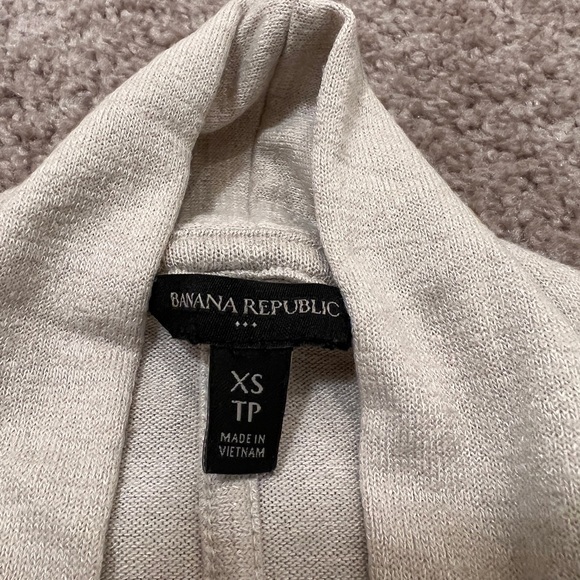 BANANA REPUBLIC
XS
TP
MADE IN
VIETNAM